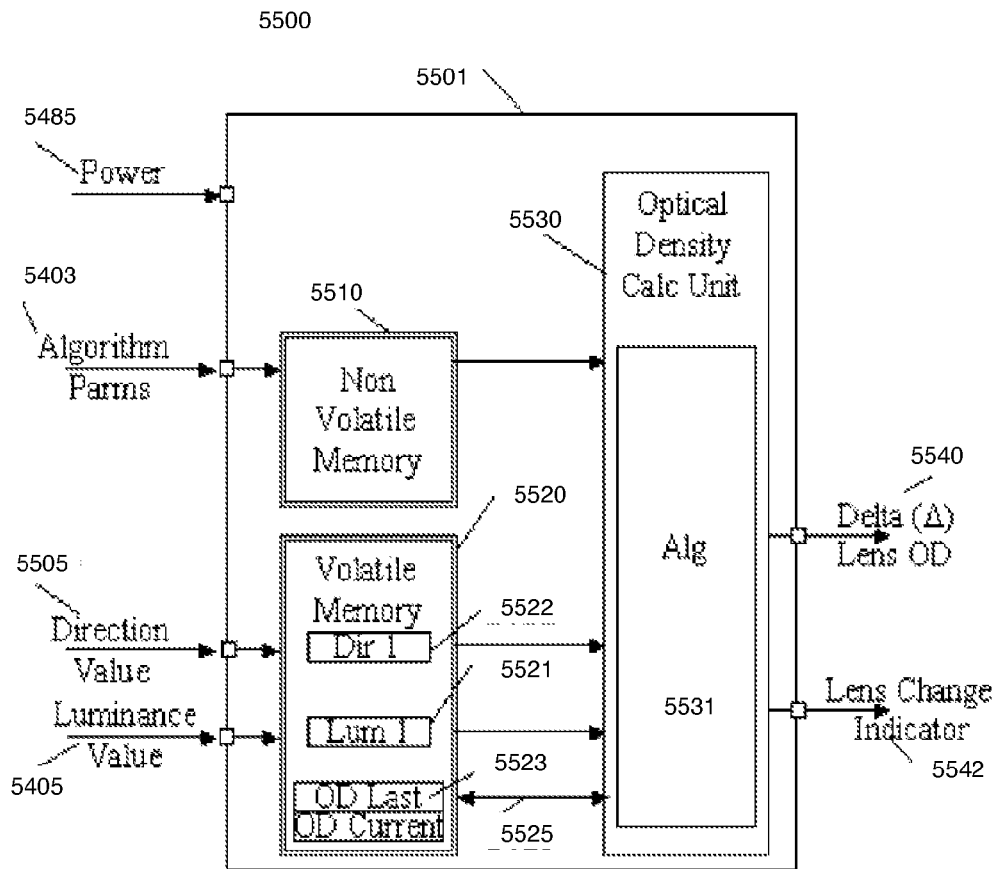 5500
5501
5485
Power
5530
Optical
Density
Calc Unit
5403
Algorithm
Parms
5510
Non
Volatile
Memory
5520
5540
Delta (Δ)
Lens OD
Alg
5505
Direction
Value
Volatile
Memory
5522
Dir 1
5521
Luminance
Value
5405
Lum 1
5531
Lens Change
Indicator
5542
5523
OD Last
OD Current
5525